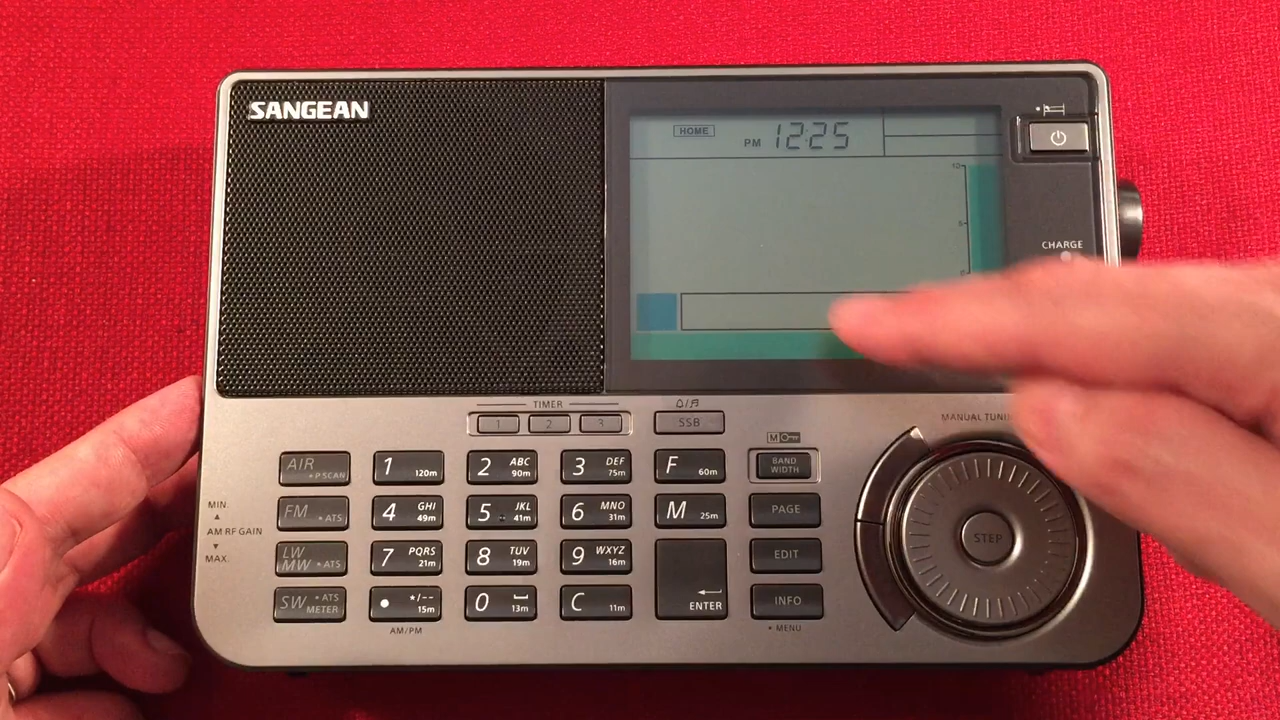 SANGEAN
HOME
PM 12:25
10
5
0
CHARGE
TIMER
1 2 3
SSB
MANUAL TUNIN
AIR •P SCAN
1 120m
2 ABC 90m
3 DEF 75m
F 60m
M
BAND WIDTH
MIN.
AM RF GAIN
MAX.
FM • ATS
4 GHI 49m
5 JKL 41m
6 MNO 31m
M 25m
PAGE
STEP
LW MW • ATS
7 PQRS 21m
8 TUV 19m
9 WXYZ 16m
ENTER
EDIT
SW • ATS METER
• */-- 15m
0 13m
C 11m
INFO
AM/PM
• MENU